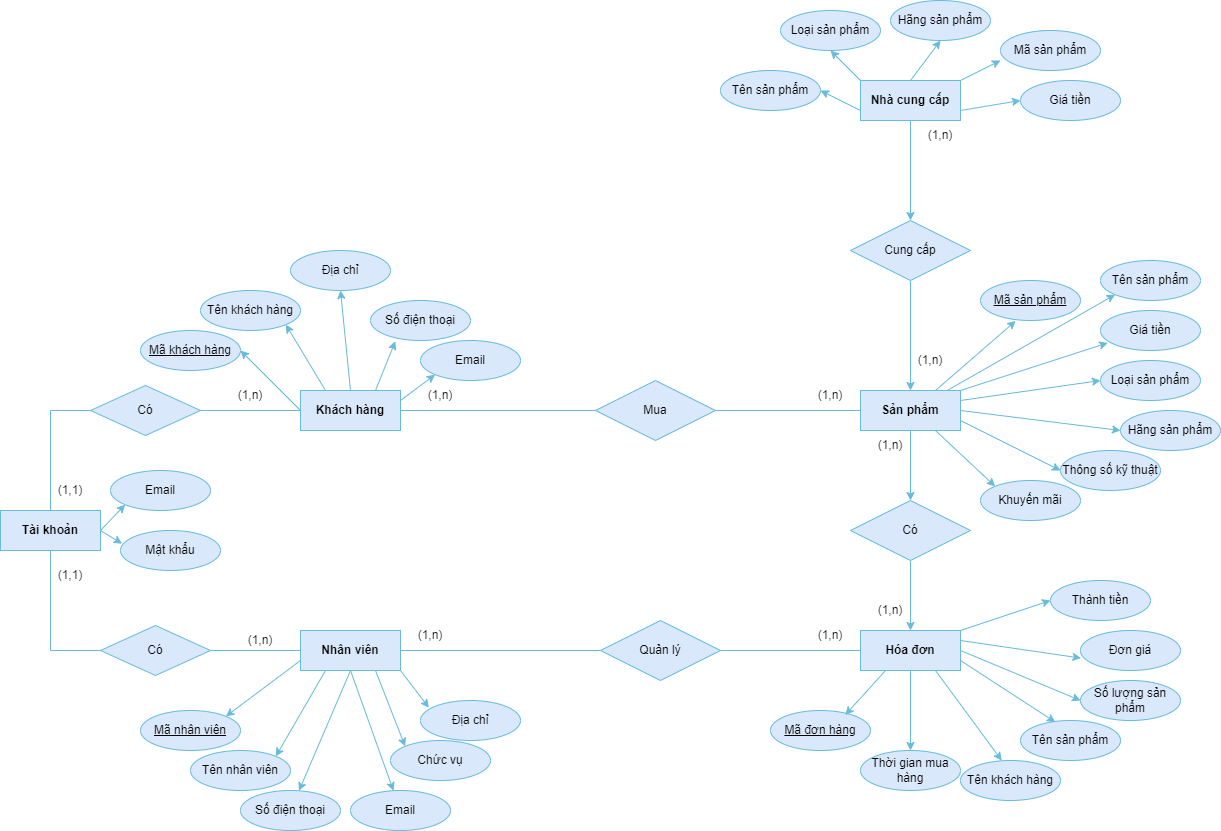 Hãng sản phẩm
Loại sản phẩm
Mã sản phẩm
Tên sản phẩm
Nhà cung cấp
Giá tiền
(1,n)
Cung cấp
Địa chỉ
Tên sản phẩm
Mã sản phẩm
Tên khách hàng
Số điện thoại
Giá tiền
Mã khách hàng
Email
(1,n)
Loại sản phẩm
(1,n)
(1,n)
(1,n)
Có
Khách hàng
Mua
Sản phẩm
Hãng sản phẩm
(1,n)
Thông số kỹ thuật
(1,1)
Email
Khuyến mãi
Tài khoản
Có
Mật khẩu
(1,1)
Thành tiền
(1,n)
(1,n)
(1,n)
(1,n)
Có
Nhân viên
Quản lý
Hóa đơn
Đơn giá
Số lượng sản
phẩm
Địa chỉ
Mã nhân viên
Mã đơn hàng
Tên sản phẩm
Chức vụ
Tên nhân viên
Thời gian mua
hàng
Tên khách hàng
Số điện thoại
Email